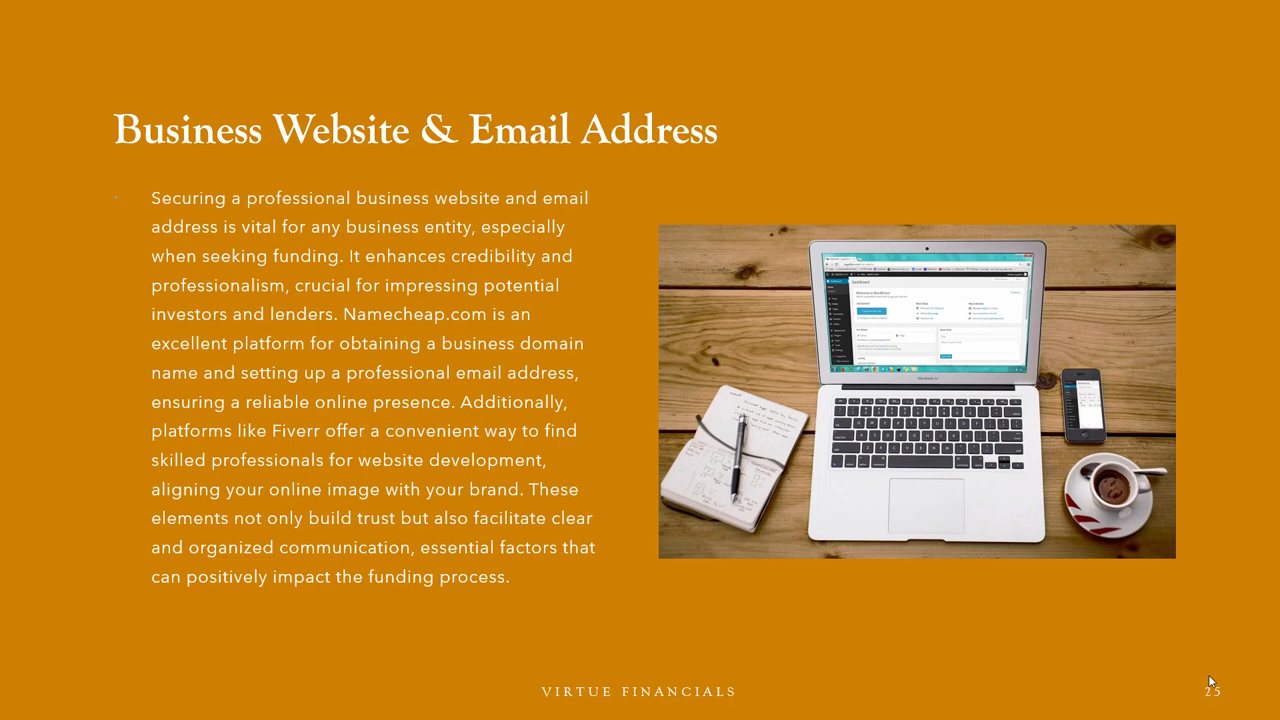 Business Website & Email Address
Securing a professional business website and email
address is vital for any business entity, especially
when seeking funding. It enhances credibility and
professionalism, crucial for impressing potential
investors and lenders. Namecheap.com is an
excellent platform for obtaining a business domain
name and setting up a professional email address,
ensuring a reliable online presence. Additionally,
platforms like Fiverr offer a convenient way to find
skilled professionals for website development,
aligning your online image with your brand. These
elements not only build trust but also facilitate clear
and organized communication, essential factors that
can positively impact the funding process.
VIRTUE FINANCIALS
25